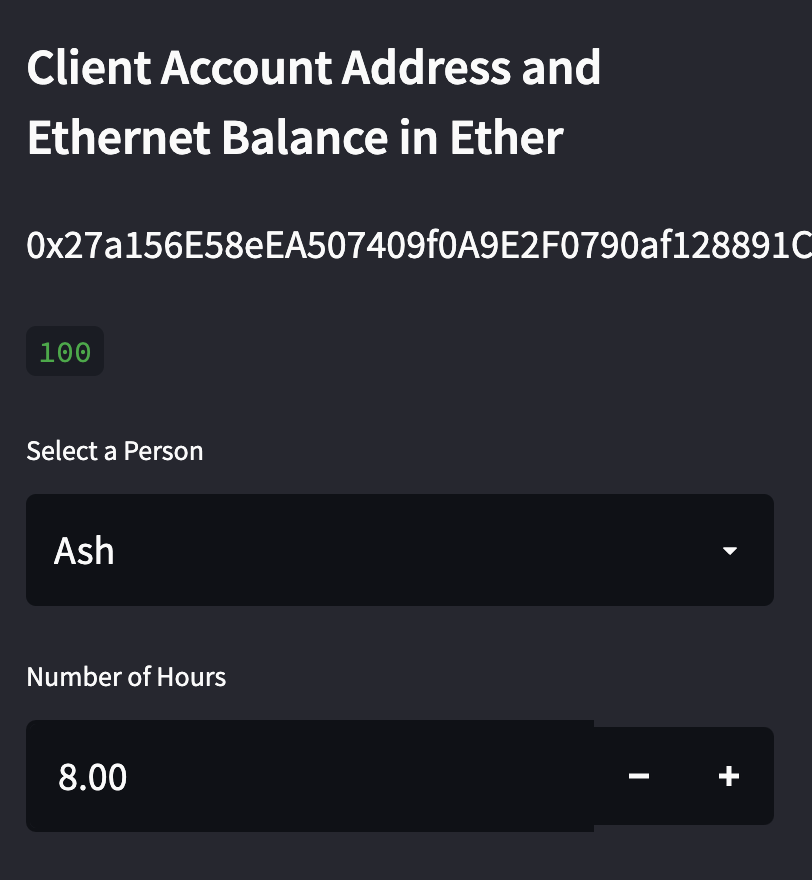 Client Account Address and
Ethernet Balance in Ether
0x27a156E58eEA507409f0A9E2F0790af128891C
100
Select a Person
Ash
Number of Hours
8.00